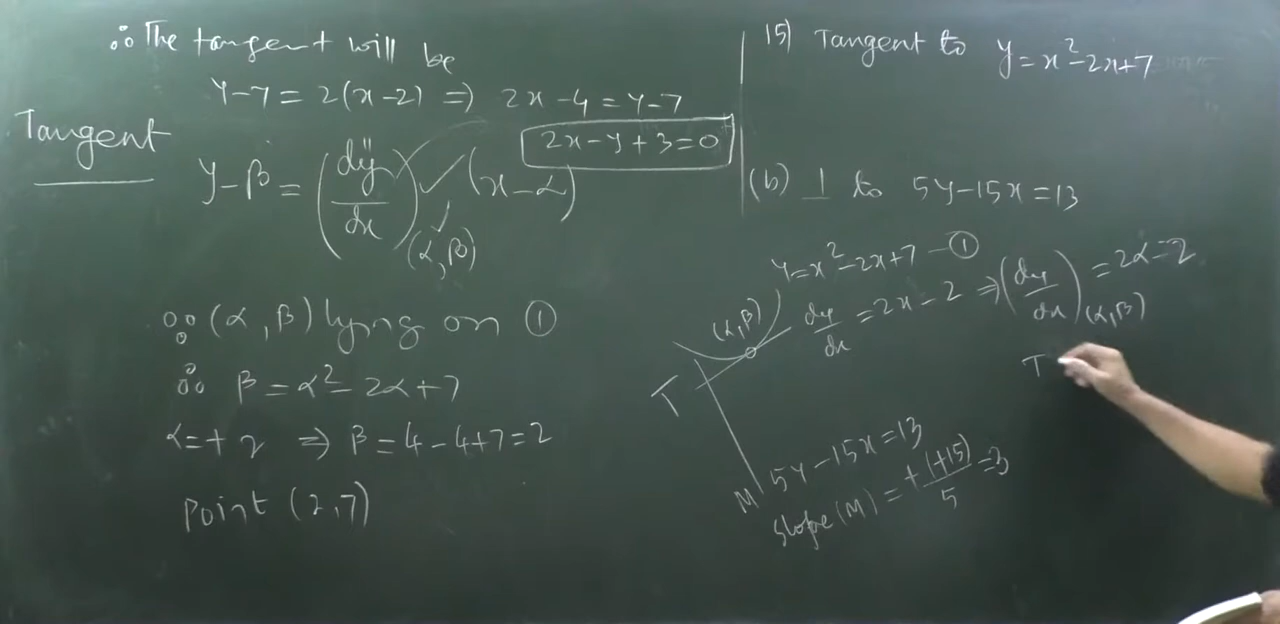 ∴ The tangent will be
y-7 = 2(x-2) ⇒ 2x-4 = y-7
2x-y+3=0
Tangent
y-β = (dy/dx)(α,β) ✓ (x-α)
∵ (α,β) lying on ①
∴ β = α²-2α+7
α=+2 ⇒ β = 4-4+7=2
Point (2,7)
15) Tangent to y=x²-2x+7
(b) ⊥ to 5y-15x=13
y=x²-2x+7 -①
dy/dx = 2x-2 ⇒ (dy/dx)(α,β) = 2α-2
(α,β)
T
T
M
5y-15x=13
Slope(M) = +(+15)/5 = 3